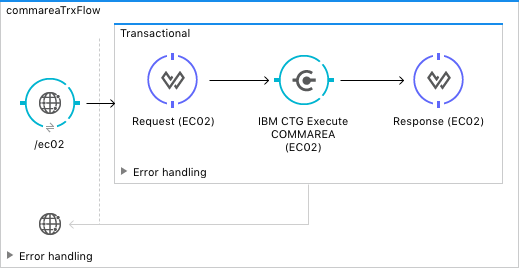 commareaTrxFlow
Transactional
/ec02
Request (EC02)
IBM CTG Execute
COMMAREA
(EC02)
Response (EC02)
Error handling
Error handling